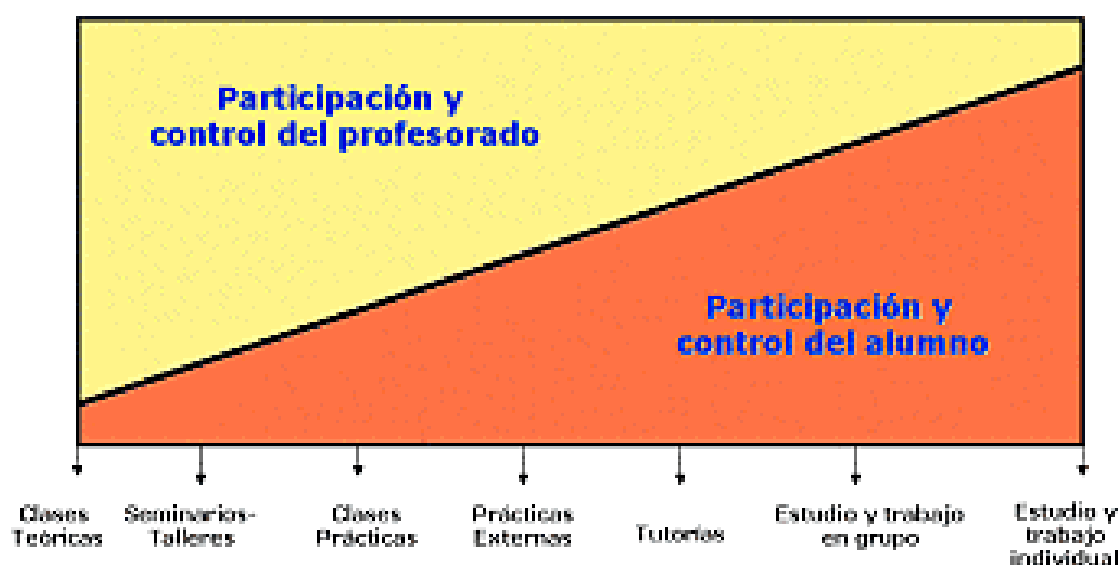 Participación y
control del profesorado
Participación y
control del alumno
Clases
Teóricas
Seminarios-
Talleres
Clases
Prácticas
Prácticas
Externas
Tutorías
Estudio y trabajo
en grupo
Estudio y
trabajo
individual